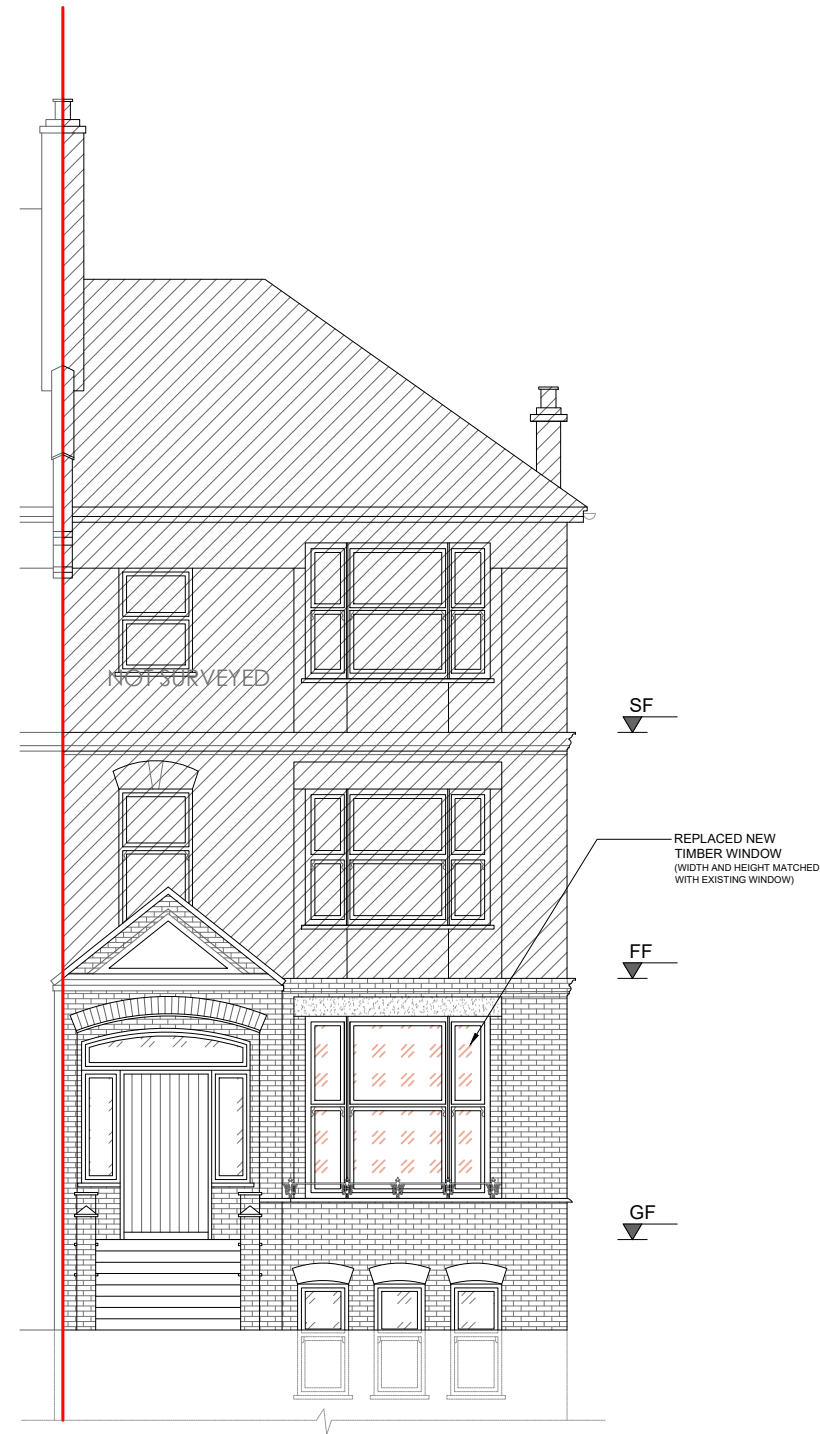 NOT SURVEYED
SF
REPLACED NEW
TIMBER WINDOW
(WIDTH AND HEIGHT MATCHED
WITH EXISTING WINDOW)
FF
GF